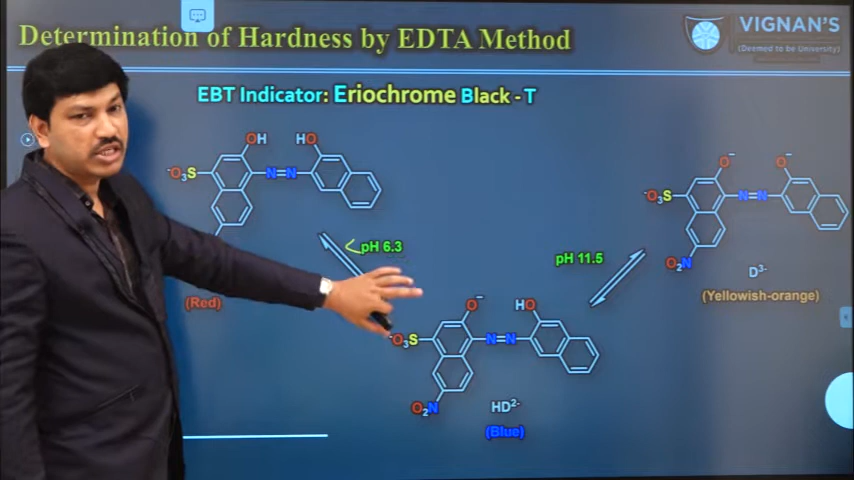 Determination of Hardness by EDTA Method
VIGNAN'S
(Deemed to be University)
EBT Indicator: Eriochrome Black - T
OH HO
⁻O₃S N=N
(Red)
<pH 6.3
O⁻ HO
⁻O₃S N=N
O₂N HD²⁻
(Blue)
pH 11.5
O⁻ O⁻
⁻O₃S N=N
O₂N D³⁻
(Yellowish-orange)